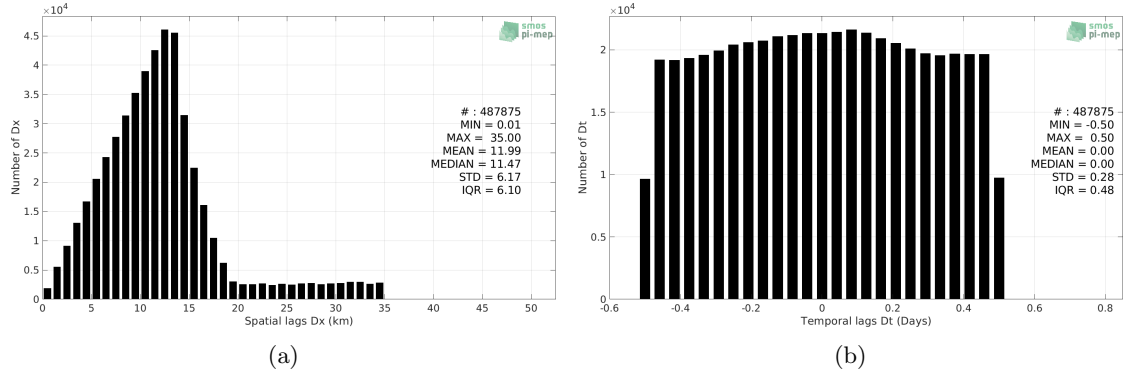 ×10⁴
4.5
4
3.5
3
2.5
2
1.5
1
0.5
0
Number of Dx
smos
pi-mep
# : 487875
MIN = 0.01
MAX = 35.00
MEAN = 11.99
MEDIAN = 11.47
STD = 6.17
IQR = 6.10
0 5 10 15 20 25 30 35 40 45 50
Spatial lags Dx (km)
(a)
×10⁴
2
1.5
1
0.5
0
Number of Dt
smos
pi-mep
# : 487875
MIN = -0.50
MAX = 0.50
MEAN = 0.00
MEDIAN = 0.00
STD = 0.28
IQR = 0.48
-0.6 -0.4 -0.2 0 0.2 0.4 0.6 0.8
Temporal lags Dt (Days)
(b)